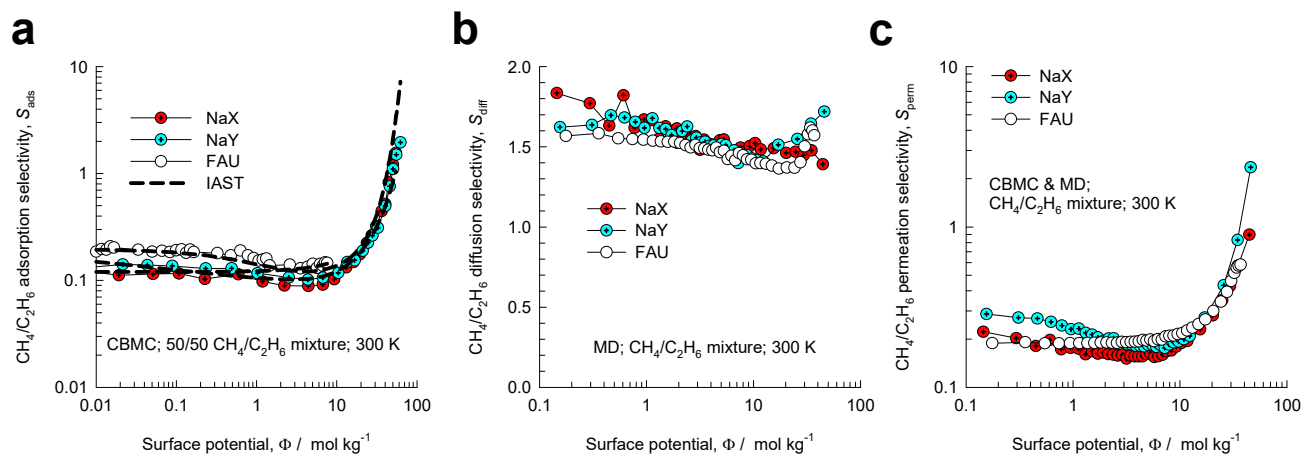 a
CH₄/C₂H₆ adsorption selectivity, S_ads
10
1
0.1
0.01
NaX
NaY
FAU
IAST
CBMC; 50/50 CH₄/C₂H₆ mixture; 300 K
0.01
0.1
1
10
100
Surface potential, Φ / mol kg⁻¹
b
CH₄/C₂H₆ diffusion selectivity, S_diff
2.0
1.5
1.0
0.5
0.0
NaX
NaY
FAU
MD; CH₄/C₂H₆ mixture; 300 K
0.1
1
10
100
Surface potential, Φ / mol kg⁻¹
c
CH₄/C₂H₆ permeation selectivity, S_perm
10
1
0.1
NaX
NaY
FAU
CBMC & MD;
CH₄/C₂H₆ mixture; 300 K
0.1
1
10
100
Surface potential, Φ / mol kg⁻¹